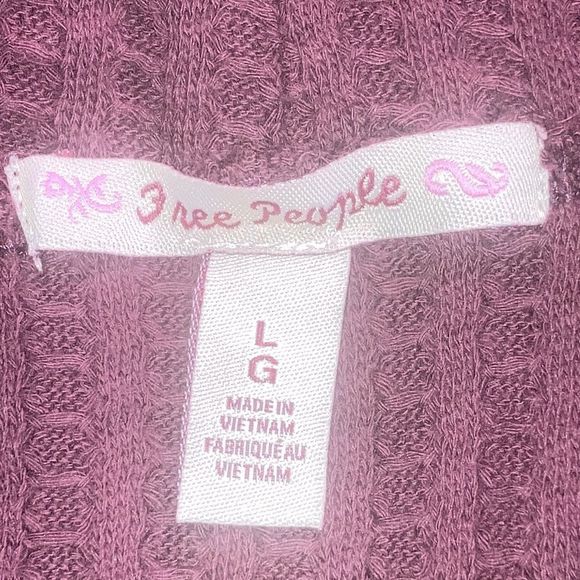 Free People
L
G
MADE IN
VIETNAM
FABRIQUÉ AU
VIETNAM